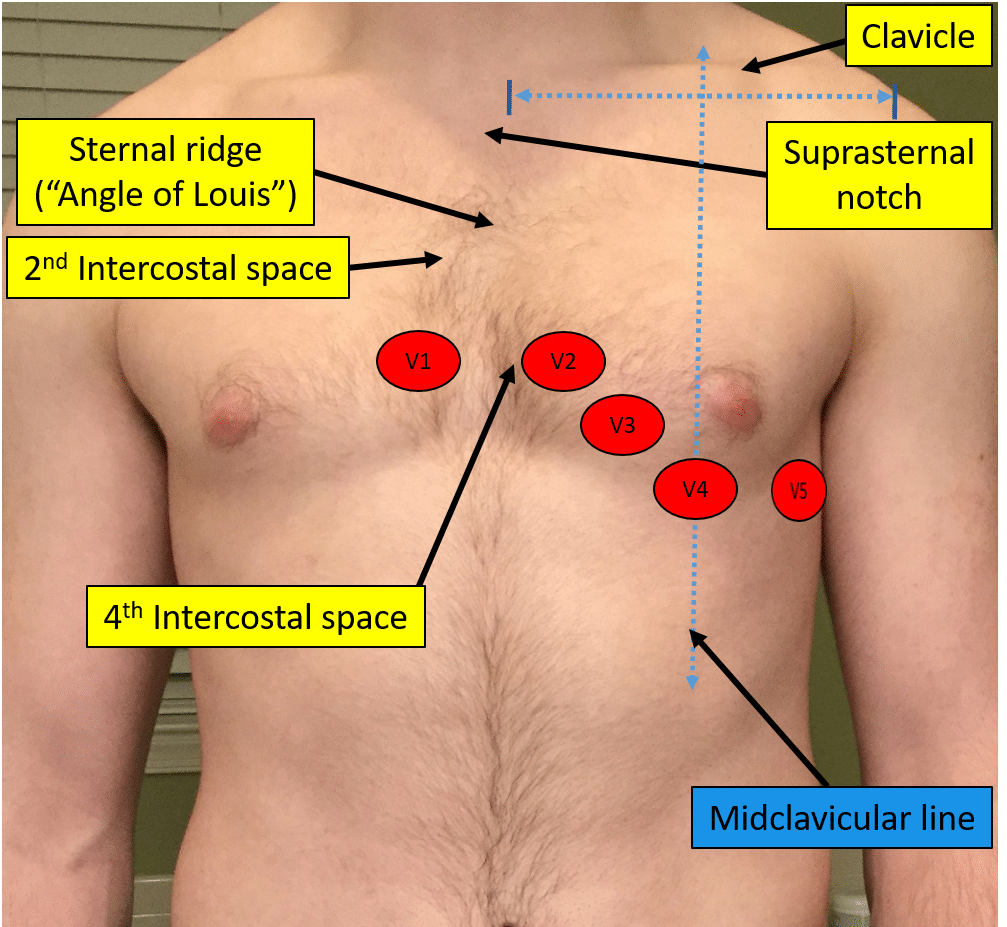 Clavicle
Sternal ridge
(“Angle of Louis”)
Suprasternal
notch
2nd Intercostal space
V1
V2
V3
V4
V5
4th Intercostal space
Midclavicular line